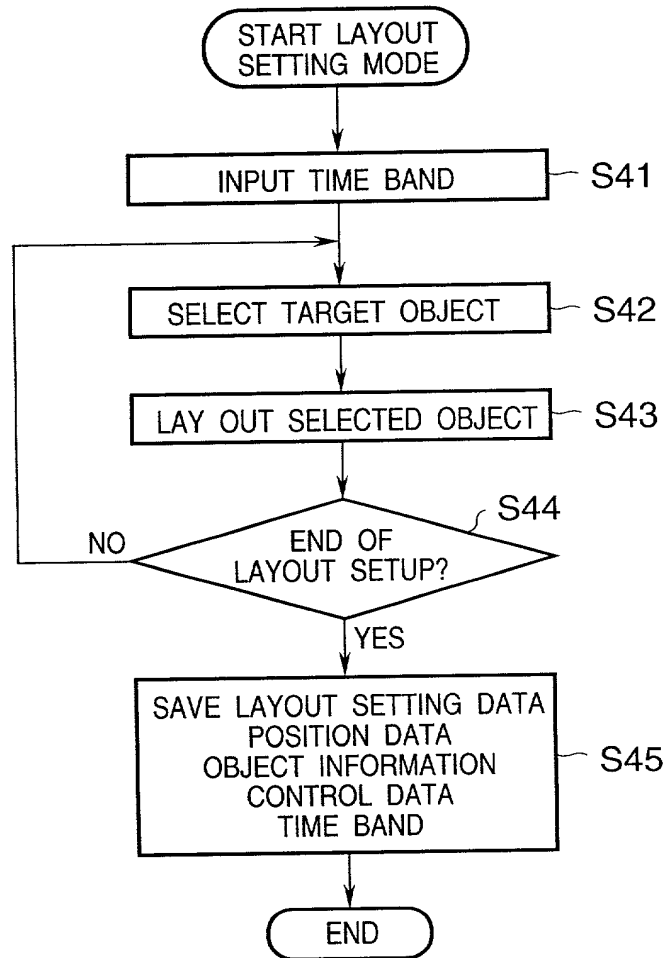 START LAYOUT
SETTING MODE
INPUT TIME BAND
S41
SELECT TARGET OBJECT
S42
LAY OUT SELECTED OBJECT
S43
S44
END OF
LAYOUT SETUP?
NO
YES
SAVE LAYOUT SETTING DATA
POSITION DATA
OBJECT INFORMATION
CONTROL DATA
TIME BAND
S45
END